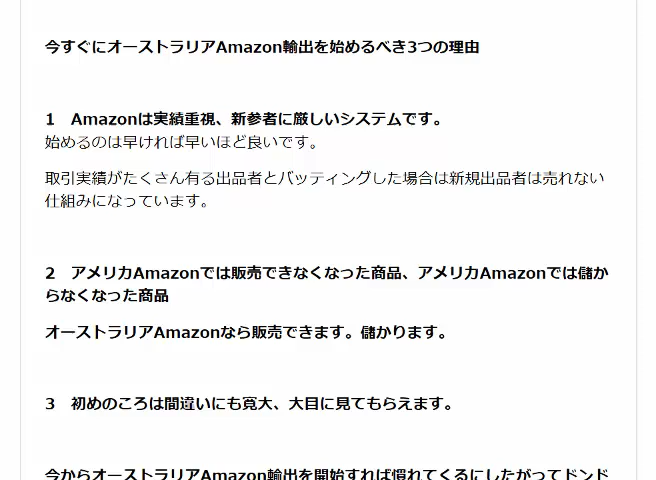 今すぐにオーストラリアAmazon輸出を始めるべき3つの理由
1　Amazonは実績重視、新参者に厳しいシステムです。
始めるのは早ければ早いほど良いです。
取引実績がたくさん有る出品者とバッティングした場合は新規出品者は売れない
仕組みになっています。
2　アメリカAmazonでは販売できなくなった商品、アメリカAmazonでは儲か
らなくなった商品
オーストラリアAmazonなら販売できます。儲かります。
3　初めのころは間違いにも寛大、大目に見てもらえます。
今からオーストラリアAmazon輸出を開始すれば慣れてくるにしたがってドンド